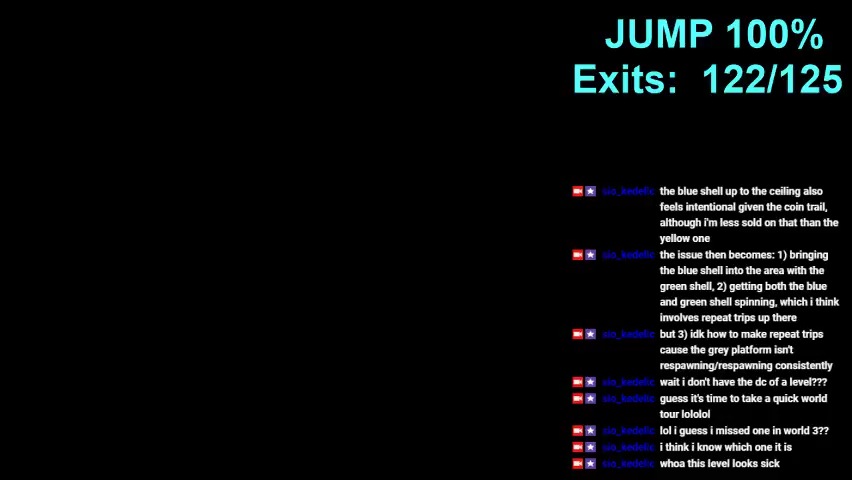 JUMP 100%
Exits: 122/125
sio_kedelic the blue shell up to the ceiling also
feels intentional given the coin trail,
although i'm less sold on that than the
yellow one
sio_kedelic the issue then becomes: 1) bringing
the blue shell into the area with the
green shell, 2) getting both the blue
and green shell spinning, which i think
involves repeat trips up there
sio_kedelic but 3) idk how to make repeat trips
cause the grey platform isn't
respawning/respawning consistently
sio_kedelic wait i don't have the dc of a level???
sio_kedelic guess it's time to take a quick world
tour lololol
sio_kedelic lol i guess i missed one in world 3??
sio_kedelic i think i know which one it is
sio_kedelic whoa this level looks sick